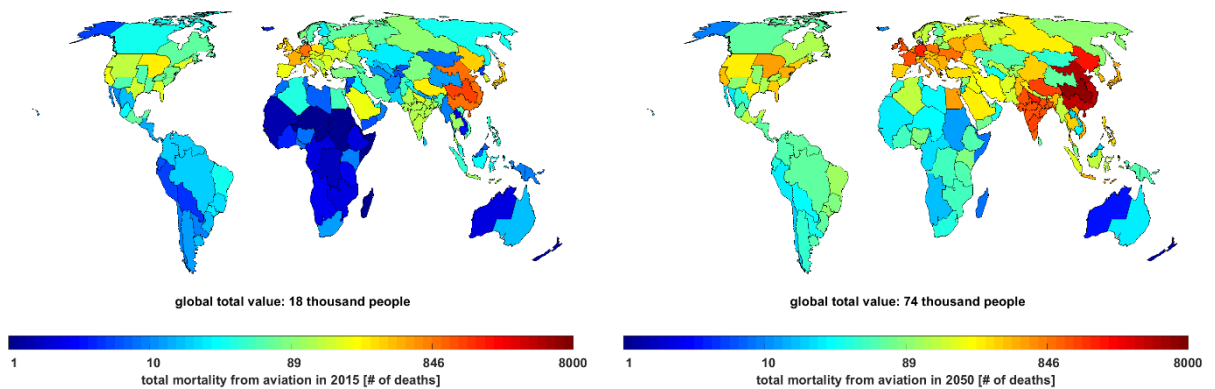 global total value: 18 thousand people
1 10 89 846 8000
total mortality from aviation in 2015 [# of deaths]
global total value: 74 thousand people
1 10 89 846 8000
total mortality from aviation in 2050 [# of deaths]